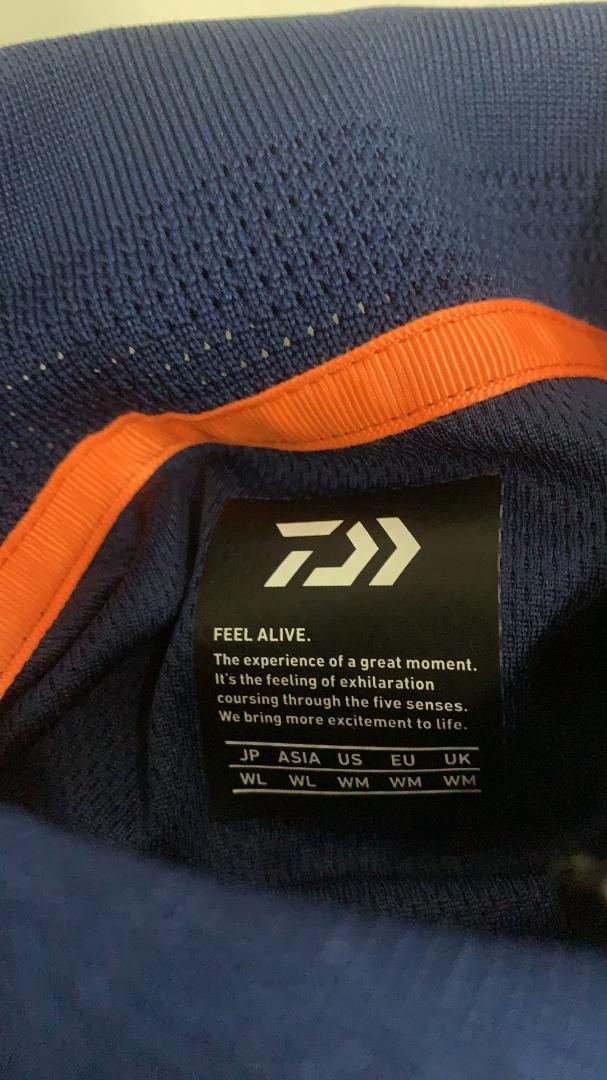 FEEL ALIVE.
The experience of a great moment.
It's the feeling of exhilaration
coursing through the five senses.
We bring more excitement to life.
JP ASIA US EU UK
WL WL WM WM WM